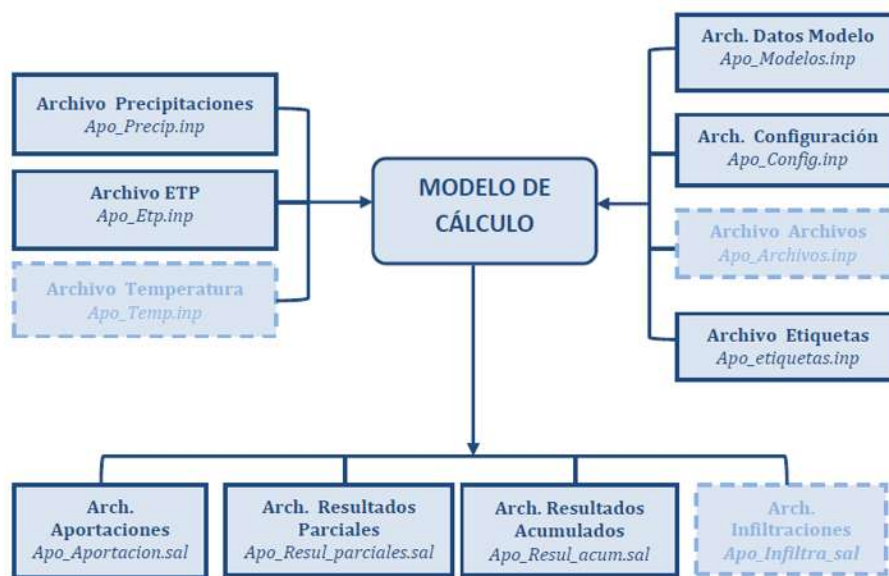 Archivo Precipitaciones
Apo_Precip.inp
Archivo ETP
Apo_Etp.inp
Archivo Temperatura
Apo_Temp.inp
MODELO DE
CÁLCULO
Arch. Datos Modelo
Apo_Modelos.inp
Arch. Configuración
Apo_Config.inp
Archivo Archivos
Apo_Archivos.inp
Archivo Etiquetas
Apo_etiquetas.inp
Arch.
Aportaciones
Apo_Aportacion.sal
Arch. Resultados
Parciales
Apo_Resul_parciales.sal
Arch. Resultados
Acumulados
Apo_Resul_acum.sal
Arch.
Infiltraciones
Apo_Infiltra_sal